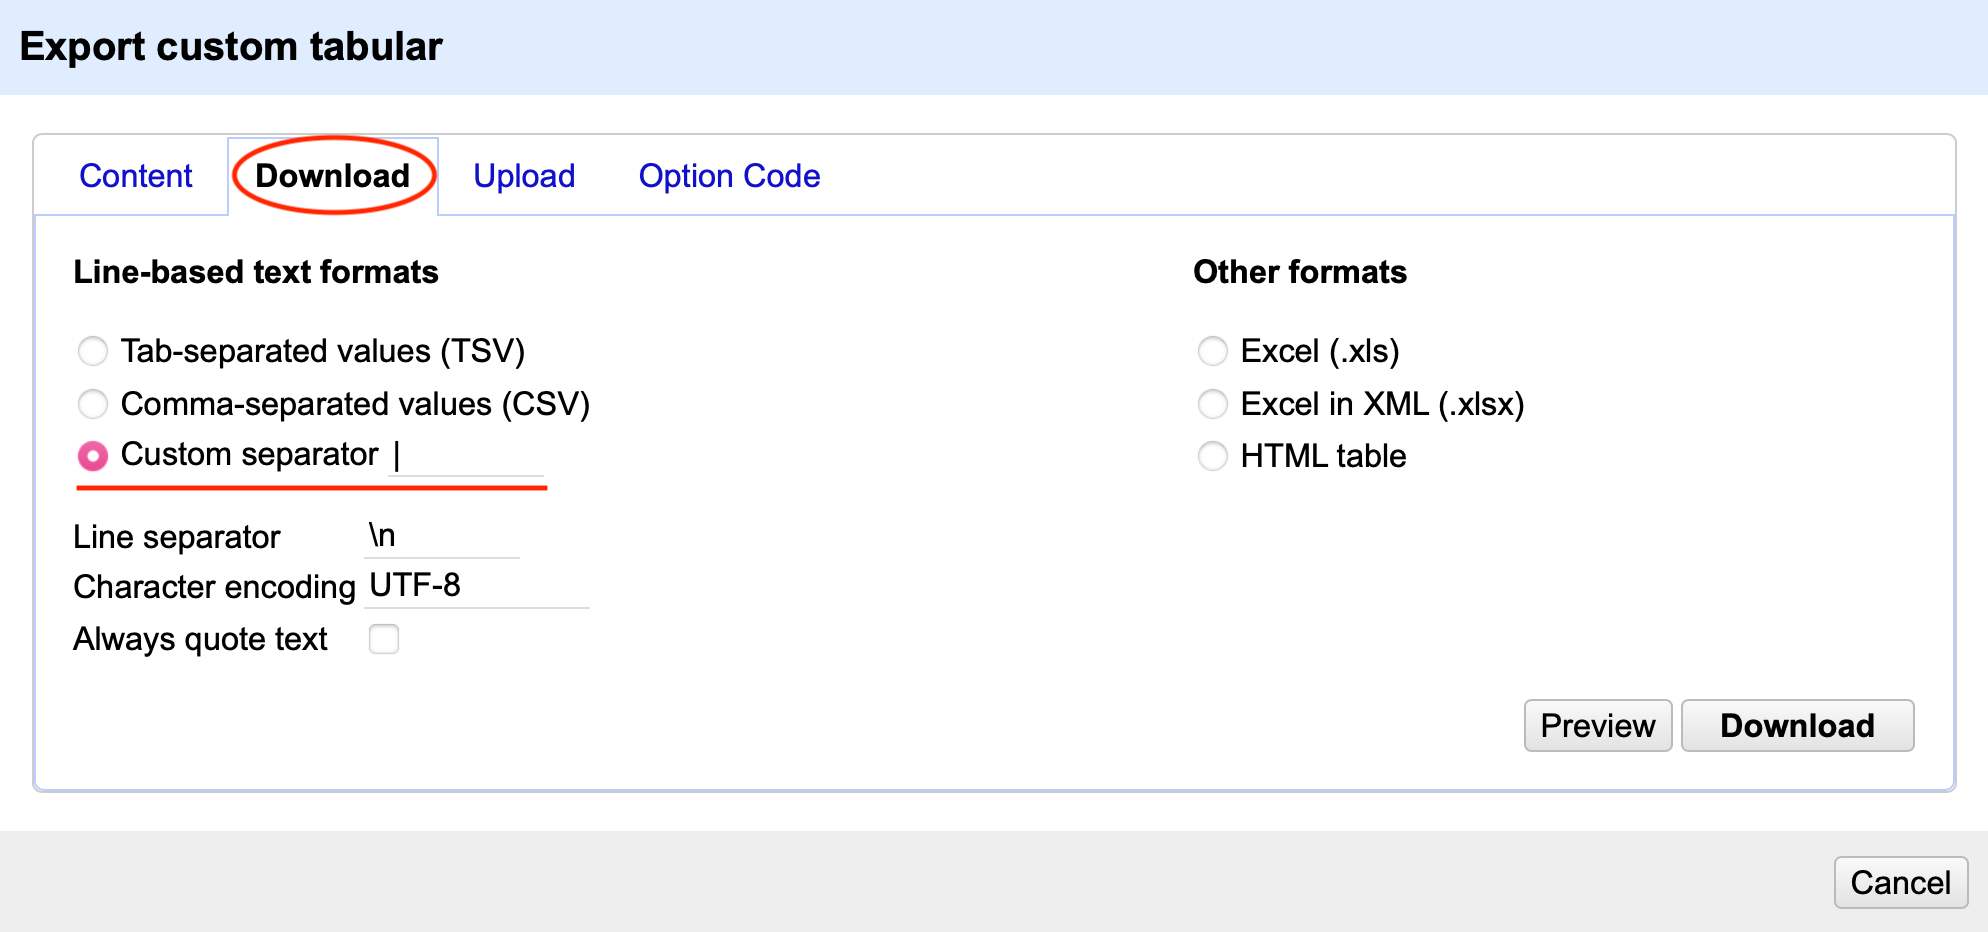 Export custom tabular
Content Download Upload Option Code
Line-based text formats
Tab-separated values (TSV)
Comma-separated values (CSV)
Custom separator |
Line separator \n
Character encoding UTF-8
Always quote text
Other formats
Excel (.xls)
Excel in XML (.xlsx)
HTML table
Preview Download
Cancel